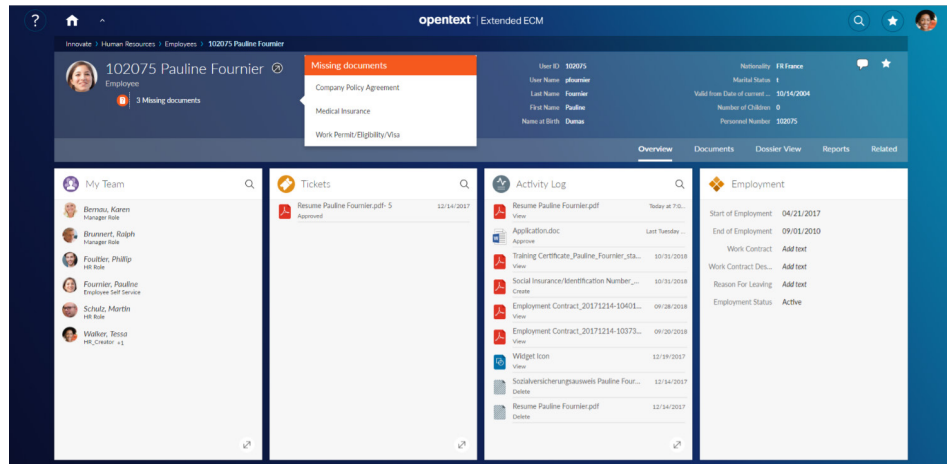 ?
opentext™ | Extended ECM
Innovate > Human Resources > Employees > 102075 Pauline Fournier
102075 Pauline Fournier
Employee
3 Missing documents
Missing documents
Company Policy Agreement
Medical Insurance
Work Permit/Eligibility/Visa
User ID 102075
User Name pfournier
Last Name Fournier
First Name Pauline
Name at Birth Dumas
Nationality FR France
Marital Status t
Valid from Date of current ... 10/14/2004
Number of Children 0
Personnel Number 102075
Overview Documents Dossier View Reports Related
My Team
Bernau, Karen
Manager Role
Brunnert, Ralph
Manager Role
Fouitler, Phillip
HR Role
Fournier, Pauline
Employee Self Service
Schulz, Martin
HR Role
Walker, Tessa
HR_Creator +1
Tickets
Resume Pauline Fournier.pdf- 5 12/14/2017
Approved
Activity Log
Resume Pauline Fournier.pdf Today at 7:0...
View
Application.doc Last Tuesday ...
Approve
Training Certificate_Pauline_Fournier_sta... 10/31/2018
View
Social Insurance/Identification Number_... 10/31/2018
Create
Employment Contract_20171214-10401... 09/28/2018
View
Employment Contract_20171214-10373... 09/20/2018
View
Widget Icon 12/19/2017
View
Sozialversicherungsausweis Pauline Four... 12/14/2017
Delete
Resume Pauline Fournier.pdf 12/14/2017
Delete
Employment
Start of Employment 04/21/2017
End of Employment 09/01/2010
Work Contract Add text
Work Contract Des... Add text
Reason For Leaving Add text
Employment Status Active